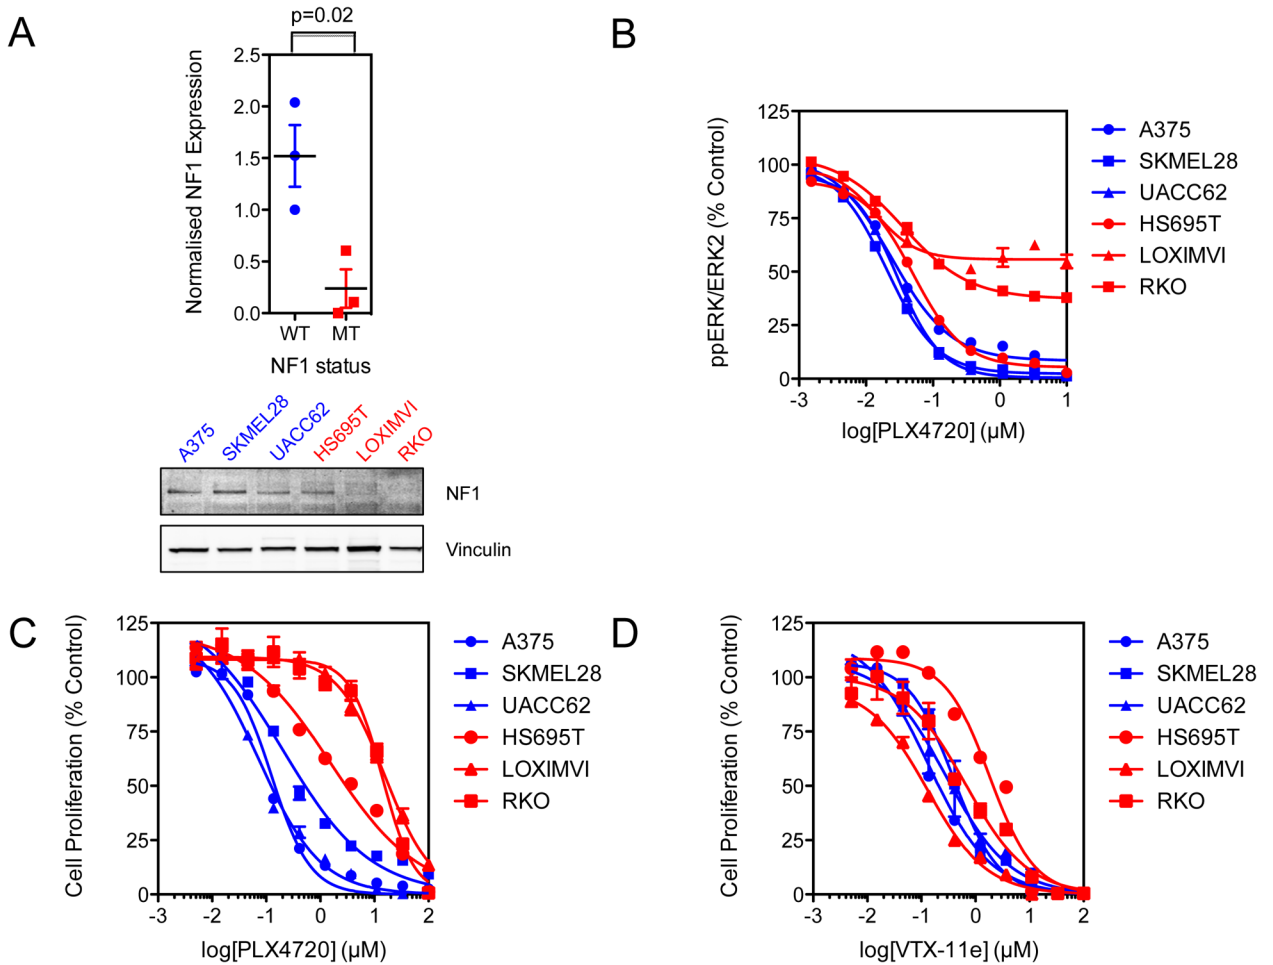 A
p=0.02
Normalised NF1 Expression
2.5
2.0
1.5
1.0
0.5
0.0
WT
MT
NF1 status
A375
SKMEL28
UACC62
HS695T
LOXIMVI
RKO
NF1
Vinculin
B
ppERK/ERK2 (% Control)
125
100
75
50
25
0
-3
-2
-1
0
1
log[PLX4720] (μM)
A375
SKMEL28
UACC62
HS695T
LOXIMVI
RKO
C
Cell Proliferation (% Control)
125
100
75
50
25
0
-3
-2
-1
0
1
2
log[PLX4720] (μM)
A375
SKMEL28
UACC62
HS695T
LOXIMVI
RKO
D
Cell Proliferation (% Control)
125
100
75
50
25
0
-3
-2
-1
0
1
2
log[VTX-11e] (μM)
A375
SKMEL28
UACC62
HS695T
LOXIMVI
RKO